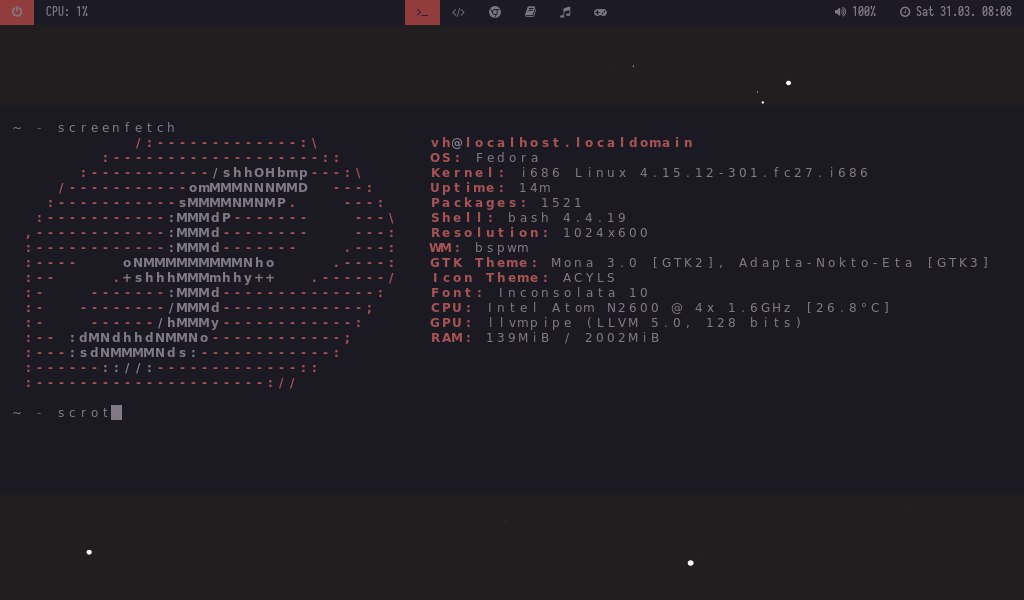 CPU: 1%
100%
Sat 31.03. 08:08
~ - screenfetch
/:-------------:\
:-------------------::
:-----------/shhOHbmp---:\
/-----------omMMMNNNMMD ---:
:-----------sMMMMNMNMP. ---:
:-----------:MMMdP------- ---\
,------------:MMMd-------- ---:
:------------:MMMd------- .---:
:---- oNMMMMMMMMMNho .----:
:-- .+shhhMMMmhhy++ .------/
:- -------:MMMd--------------:
:- --------/MMMd-------------;
:- ------/hMMMy------------:
:-- :dMNdhhdNMMNo------------;
:---:sdNMMMMNds:------------:
:------:://:-------------::
:---------------------://
vh@localhost.localdomain
OS: Fedora
Kernel: i686 Linux 4.15.12-301.fc27.i686
Uptime: 14m
Packages: 1521
Shell: bash 4.4.19
Resolution: 1024x600
WM: bspwm
GTK Theme: Mona 3.0 [GTK2], Adapta-Nokto-Eta [GTK3]
Icon Theme: ACYLS
Font: Inconsolata 10
CPU: Intel Atom N2600 @ 4x 1.6GHz [26.8°C]
GPU: llvmpipe (LLVM 5.0, 128 bits)
RAM: 139MiB / 2002MiB
~ - scrot